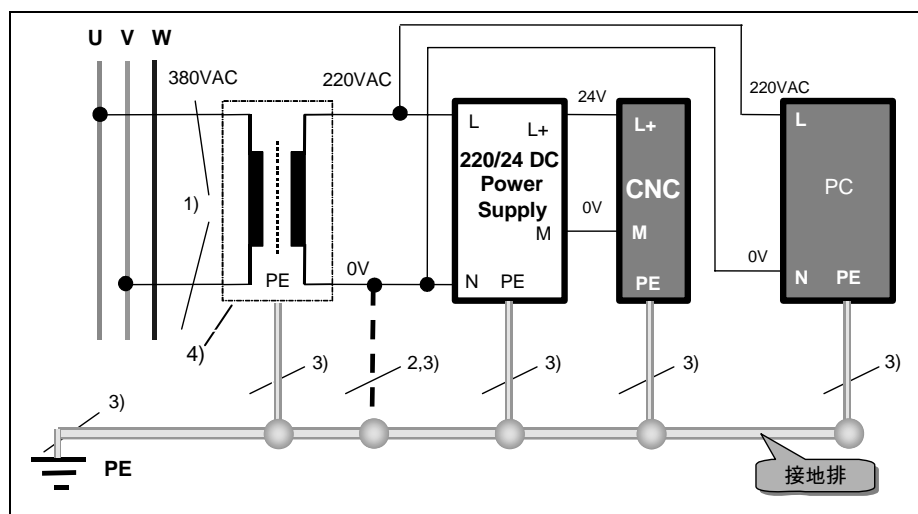 U V W
380VAC
220VAC
24V
220VAC
L
L+
L+
L
220/24 DC
Power
Supply
CNC
PC
1)
0V
M
M
0V
0V
PE
N
PE
PE
N
PE
4)
3)
2,3)
3)
3)
3)
3)
PE
接地排